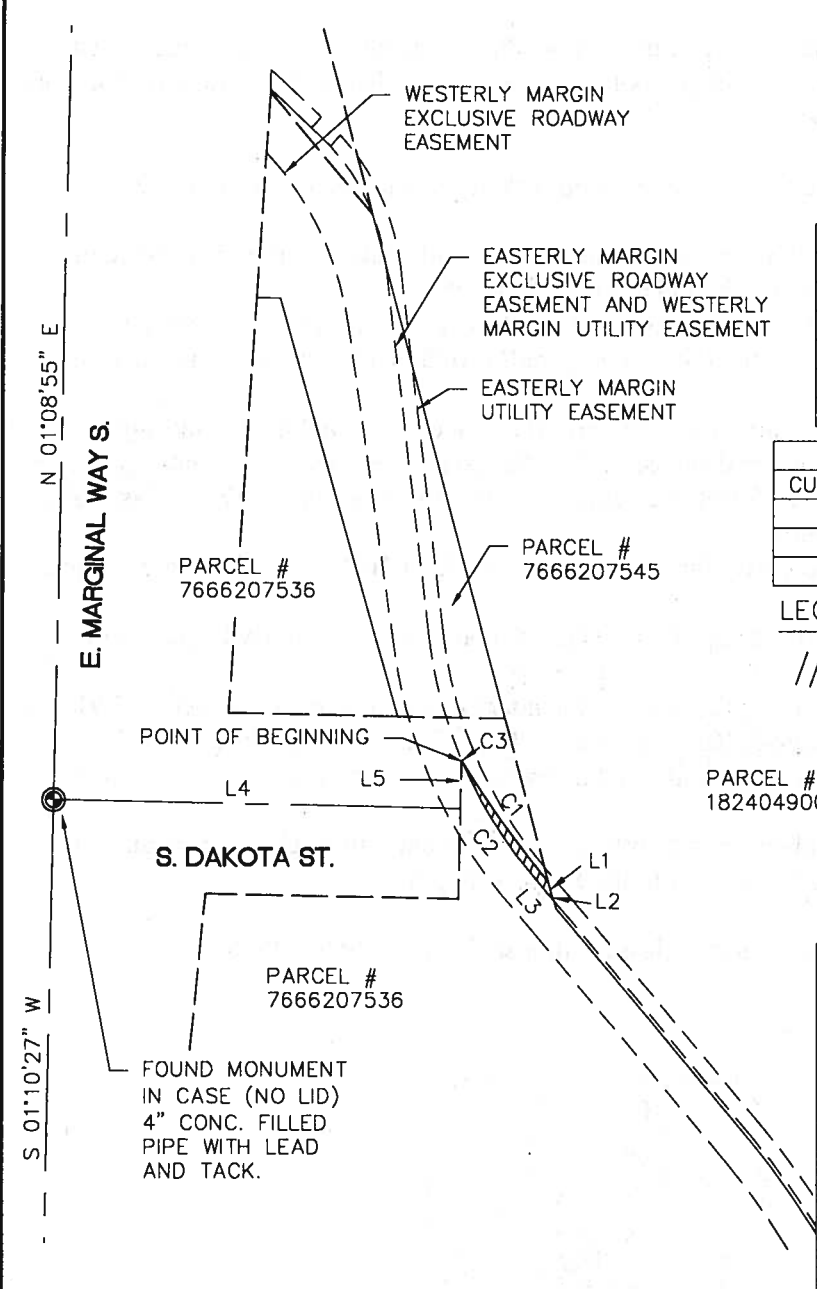 WESTERLY MARGIN
EXCLUSIVE ROADWAY
EASEMENT
EASTERLY MARGIN
EXCLUSIVE ROADWAY
EASEMENT AND WESTERLY
MARGIN UTILITY EASEMENT
EASTERLY MARGIN
UTILITY EASEMENT
N 01°08'55" E
E. MARGINAL WAY S.
CU
PARCEL #
7666207545
PARCEL #
7666207536
LEG
//
POINT OF BEGINNING
C3
L5
L4
C1
C2
PARCEL #
182404900
S. DAKOTA ST.
L1
L2
L3
PARCEL #
7666207536
S 01°10'27" W
FOUND MONUMENT
IN CASE (NO LID)
4" CONC. FILLED
PIPE WITH LEAD
AND TACK.